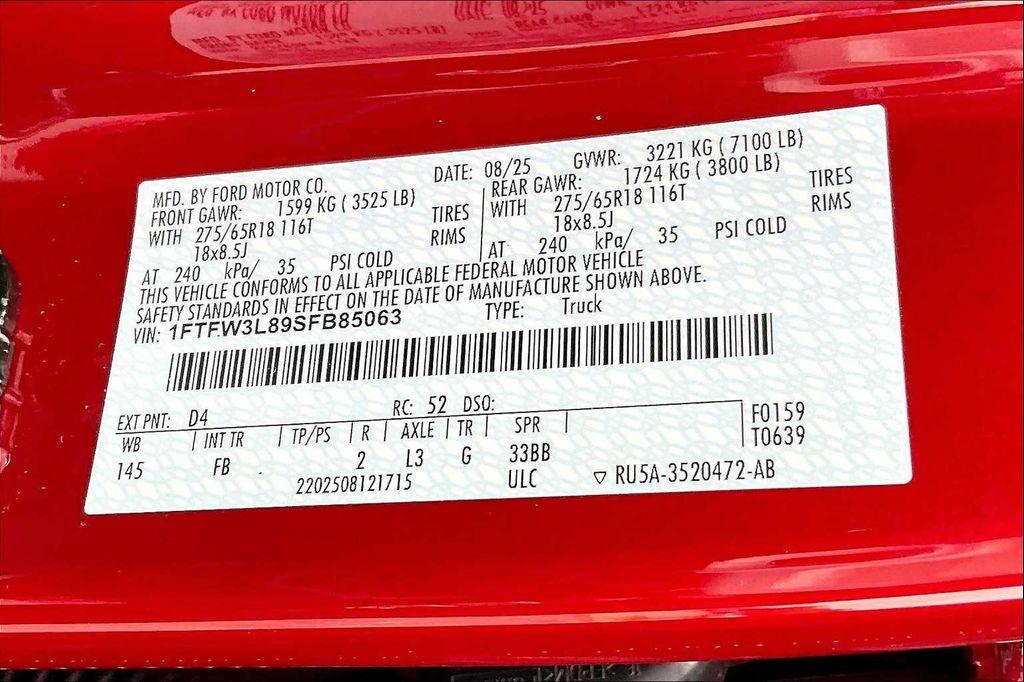 MFD. BY FORD MOTOR CO. DATE: 08/25 GVWR: 3221 KG ( 7100 LB)
FRONT GAWR: 1599 KG ( 3525 LB) REAR GAWR: 1724 KG ( 3800 LB)
WITH 275/65R18 116T TIRES WITH 275/65R18 116T TIRES
18x8.5J RIMS 18x8.5J RIMS
AT 240 kPa/ 35 PSI COLD AT 240 kPa/ 35 PSI COLD
THIS VEHICLE CONFORMS TO ALL APPLICABLE FEDERAL MOTOR VEHICLE
SAFETY STANDARDS IN EFFECT ON THE DATE OF MANUFACTURE SHOWN ABOVE.
VIN: 1FTFW3L89SFB85063 TYPE: Truck
EXT PNT: D4 RC: 52 DSO:
WB INT TR TP/PS R AXLE TR SPR F0159
145 FB 2 L3 G 33BB T0639
2202508121715 ULC ▽ RU5A-3520472-AB